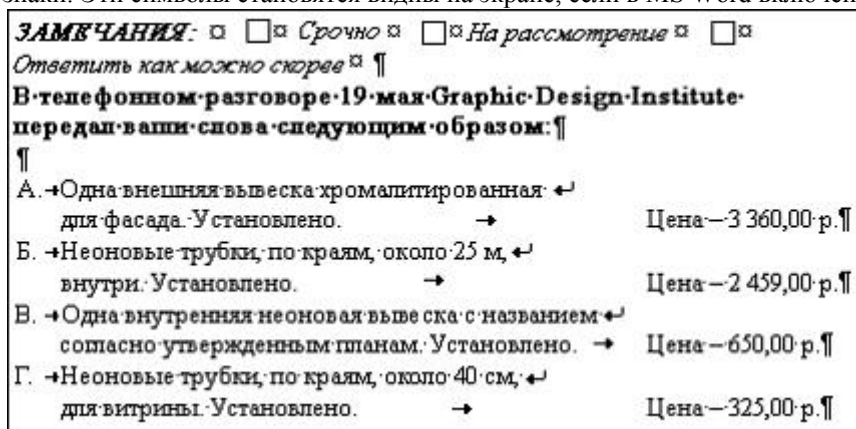 знаки. Эти символы становятся видны на экране, если в MS Word включен
ЗАМЕЧАНИЯ: ¤ □¤ Срочно ¤ □¤ На рассмотрение ¤ □¤
Ответить как можно скорее ¤ ¶
В·телефонном·разговоре·19·мая·Graphic·Design·Institute·
передал·ваши·слова·следующим·образом:¶
¶
А.→Одна·внешняя·вывеска·хромалитированная·↵
для·фасада.·Установлено. → Цена·–·3 360,00·р.¶
Б.→Неоновые·трубки,·по·краям,·около·25 м,↵
внутри.·Установлено. → Цена·–·2 459,00·р.¶
В.→Одна·внутренняя·неоновая·вывеска·с·названием·↵
согласно·утвержденным·планам.·Установлено. → Цена·–·650,00·р.¶
Г.→Неоновые·трубки,·по·краям,·около·40·см,·↵
для·витрины.·Установлено. → Цена·–·325,00·р.¶